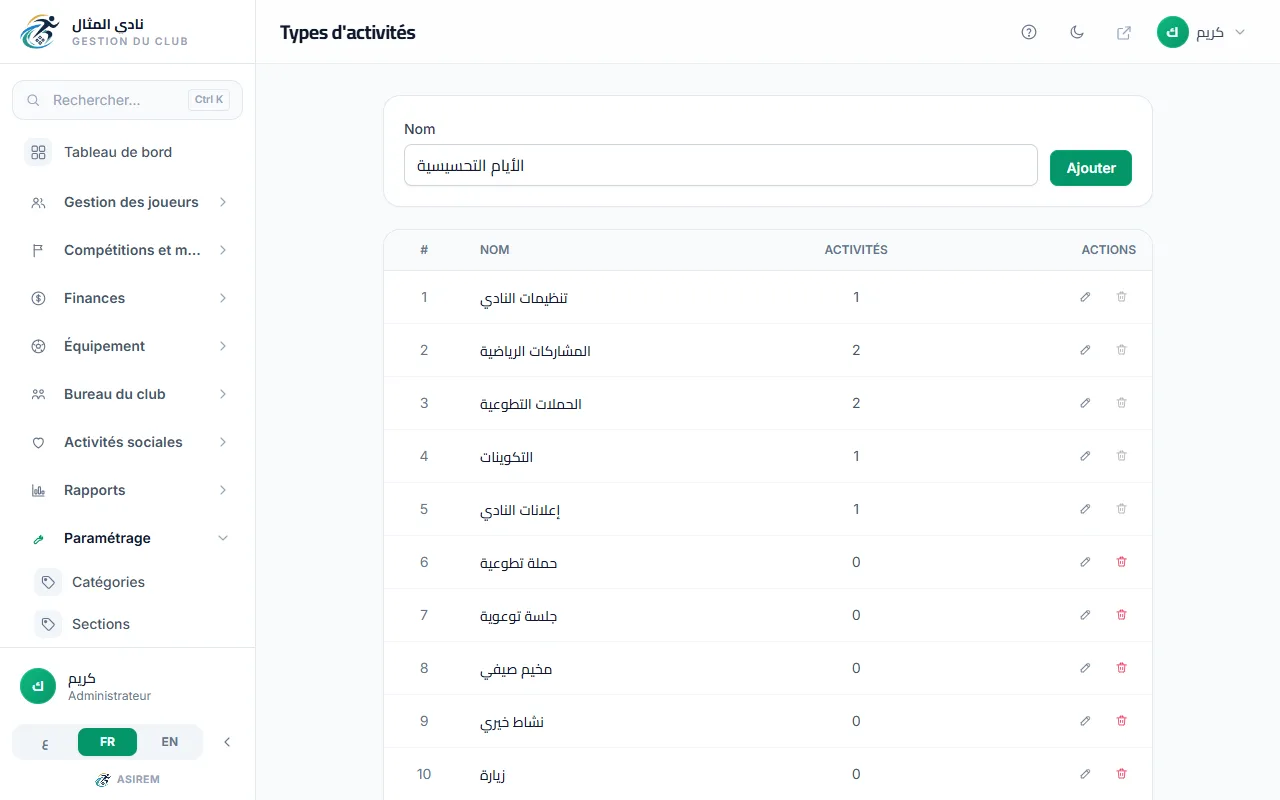 نادي المثال
GESTION DU CLUB
Rechercher...
Ctrl K
Tableau de bord
Gestion des joueurs
Compétitions et m...
Finances
Équipement
Bureau du club
Activités sociales
Rapports
Paramétrage
Catégories
Sections
كريم
Administrateur
ع
FR
EN
ASIREM
Types d'activités
ك
كريم
Nom
الأيام التحسيسية
Ajouter
# NOM ACTIVITÉS ACTIONS
1 تنظيمات النادي 1
2 المشاركات الرياضية 2
3 الحملات التطوعية 2
4 التكوينات 1
5 إعلانات النادي 1
6 حملة تطوعية 0
7 جلسة توعوية 0
8 مخيم صيفي 0
9 نشاط خيري 0
10 زيارة 0